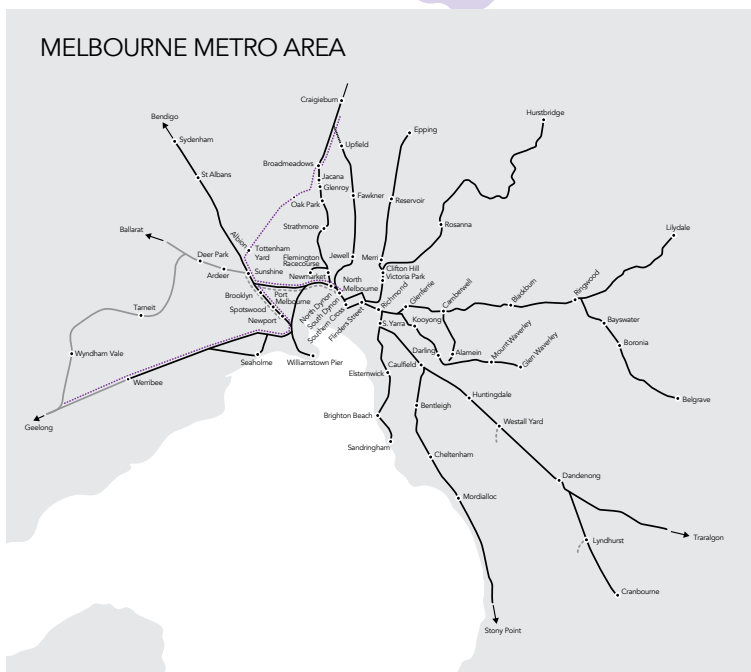 MELBOURNE METRO AREA
Craigieburn
Bendigo
Sydenham
St Albans
Hurstbridge
Epping
Upfield
Broadmeadows
Jacana
Glenroy
Oak Park
Fawkner
Reservoir
Strathmore
Rosanna
Lilydale
Ballarat
Albion
Tottenham
Yard
Deer Park
Ardeer
Sunshine
Flemington
Racecourse
Newmarket
Jewell
Merri
Clifton Hill
Victoria Park
North
Melbourne
North Dynon
South Dynon
Southern Cross
Flinders Street
Richmond
Glenferrie
Camberwell
Blackburn
Ringwood
Brooklyn
Port
Melbourne
Spotswood
Newport
S.Yarra
Kooyong
Tarneit
Bayswater
Boronia
Wyndham Vale
Werribee
Seaholme
Williamstown Pier
Darling
Alamein
Mount Waverley
Glen Waverley
Elsternwick
Caulfield
Geelong
Brighton Beach
Bentleigh
Huntingdale
Westall Yard
Belgrave
Sandringham
Cheltenham
Dandenong
Mordialloc
Lyndhurst
Traralgon
Cranbourne
Stony Point